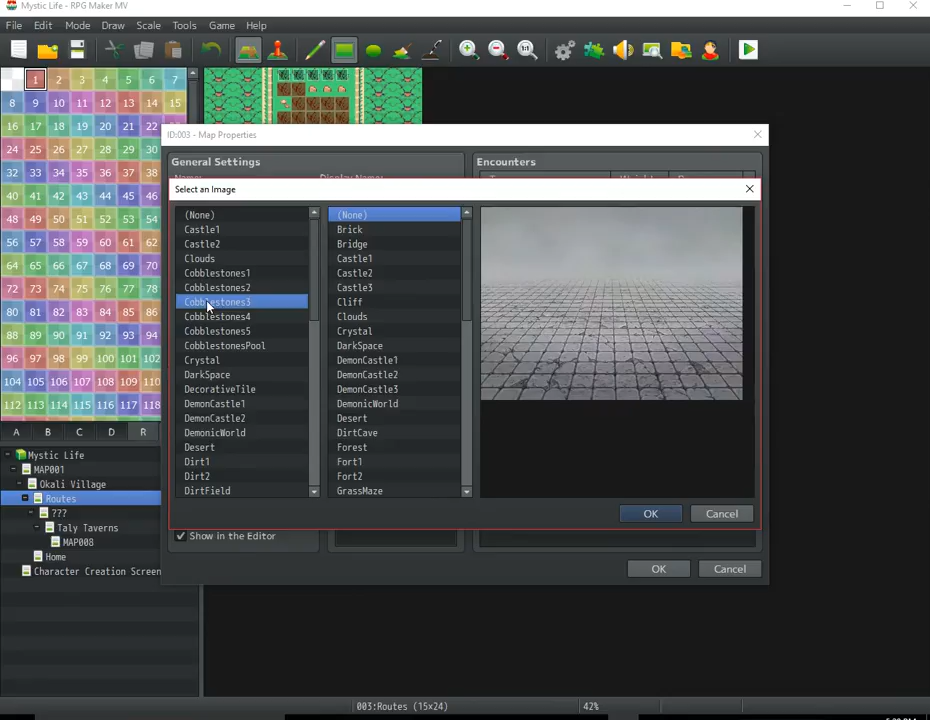 Mystic Life - RPG Maker MV
File Edit Mode Draw Scale Tools Game Help
1:1
1 2 3 4 5 6 7
8 9 10 11 12 13 14 15
16 17 18 19 20 21 22
24 25 26 27 28 29 30
32 33 34 35 36 37 38
40 41 42 43 44 45 46
48 49 50 51 52 53 54
56 57 58 59 60 61 62
64 65 66 67 68 69 70
72 73 74 75 76 77 78
80 81 82 83 84 85 86
88 89 90 91 92 93 94
96 97 98 99 100 101 102
104 105 106 107 108 109 110
112 113 114 115 116 117 118
A B C D R
Mystic Life
MAP001
Okali Village
Routes
???
Taly Taverns
MAP008
Home
Character Creation Screen
ID:003 - Map Properties
General Settings
Encounters
Select an Image
(None)
Castle1
Castle2
Clouds
Cobblestones1
Cobblestones2
Cobblestones3
Cobblestones4
Cobblestones5
CobblestonesPool
Crystal
DarkSpace
DecorativeTile
DemonCastle1
DemonCastle2
DemonicWorld
Desert
Dirt1
Dirt2
DirtField
(None)
Brick
Bridge
Castle1
Castle2
Castle3
Cliff
Clouds
Crystal
DarkSpace
DemonCastle1
DemonCastle2
DemonCastle3
DemonicWorld
Desert
DirtCave
Forest
Fort1
Fort2
GrassMaze
OK Cancel
Show in the Editor
OK Cancel
003:Routes (15x24) 42%